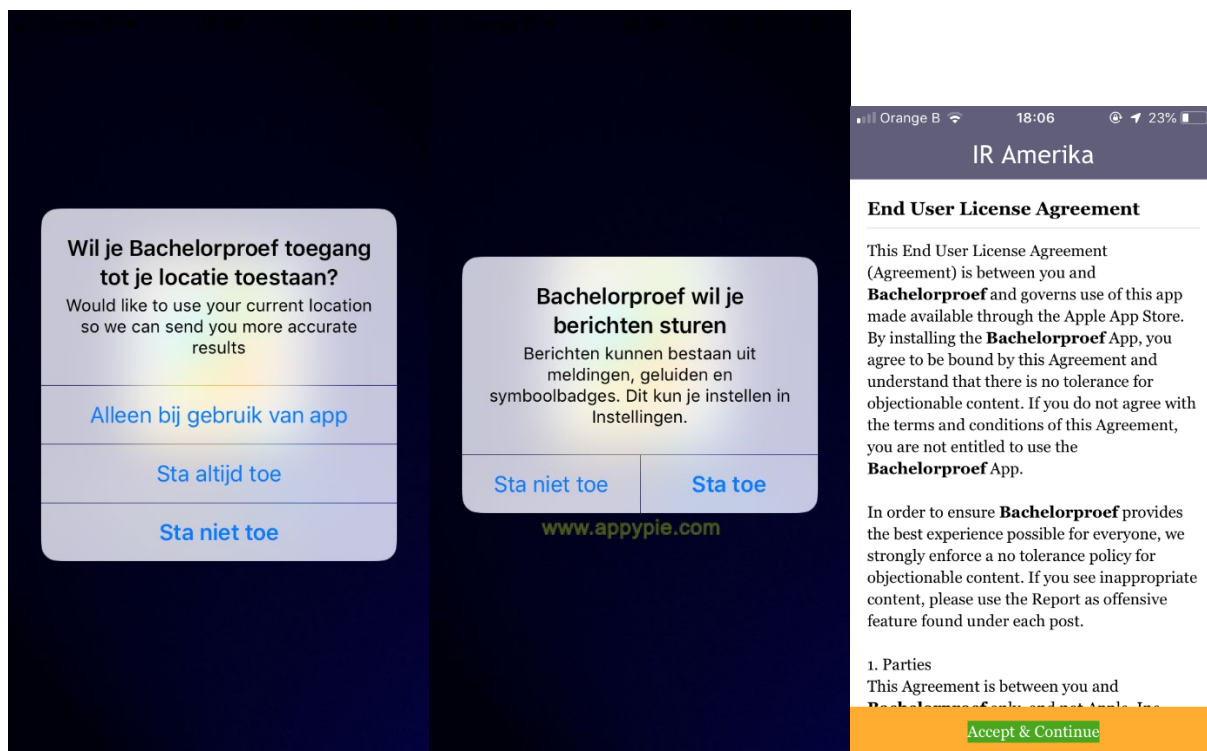 Wil je Bachelorproef toegang
tot je locatie toestaan?
Would like to use your current location
so we can send you more accurate
results
Alleen bij gebruik van app
Sta altijd toe
Sta niet toe
Bachelorproef wil je
berichten sturen
Berichten kunnen bestaan uit
meldingen, geluiden en
symboolbadges. Dit kun je instellen in
Instellingen.
Sta niet toe
Sta toe
www.appypie.com
Orange B 18:06 23%
IR Amerika
End User License Agreement
This End User License Agreement
(Agreement) is between you and
Bachelorproef and governs use of this app
made available through the Apple App Store.
By installing the Bachelorproef App, you
agree to be bound by this Agreement and
understand that there is no tolerance for
objectionable content. If you do not agree with
the terms and conditions of this Agreement,
you are not entitled to use the
Bachelorproef App.
In order to ensure Bachelorproef provides
the best experience possible for everyone, we
strongly enforce a no tolerance policy for
objectionable content. If you see inappropriate
content, please use the Report as offensive
feature found under each post.
1. Parties
This Agreement is between you and
Bachelorproef only, and not Apple, Inc
Accept & Continue